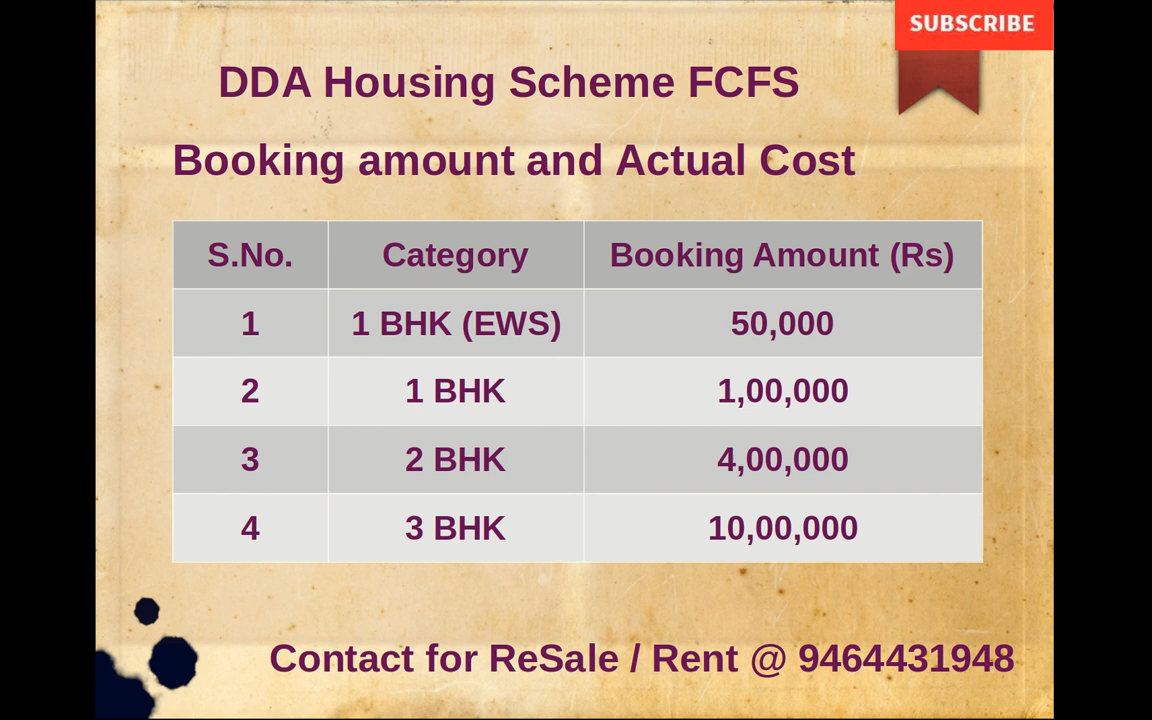 SUBSCRIBE
DDA Housing Scheme FCFS
Booking amount and Actual Cost
S.No. Category Booking Amount (Rs)
1 1 BHK (EWS) 50,000
2 1 BHK 1,00,000
3 2 BHK 4,00,000
4 3 BHK 10,00,000
Contact for ReSale / Rent @ 9464431948